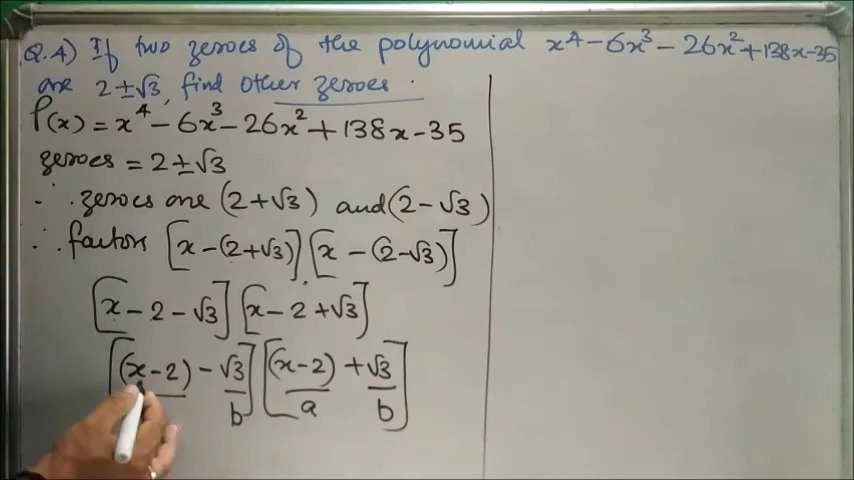 Q.4) If two zeroes of the polynomial x⁴ - 6x³ - 26x² + 138x - 35
are 2 ± √3, find other zeroes.
P(x) = x⁴ - 6x³ - 26x² + 138x - 35
zeroes = 2 ± √3
∴ zeroes are (2 + √3) and (2 - √3)
∴ factors [x - (2 + √3)] [x - (2 - √3)]
[x - 2 - √3] [x - 2 + √3]
[(x - 2) - √3] [(x - 2) + √3]
b a b